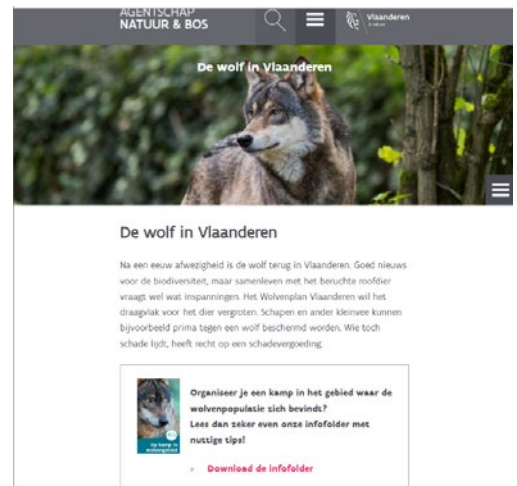 AGENTSCHAP
NATUUR & BOS
Vlaanderen
De wolf in Vlaanderen
De wolf in Vlaanderen
Na een eeuw afwezigheid is de wolf terug in Vlaanderen. Goed nieuws
voor de biodiversiteit, maar samenleven met het beruchte roofdier
vraagt wel wat inspanningen. Het Wolvenplan Vlaanderen wil het
draagvlak voor het dier vergroten. Schapen en ander kleinvee kunnen
bijvoorbeeld prima tegen een wolf beschermd worden. Wie toch
schade lijdt, heeft recht op een schadevergoeding.
Organiseer je een kamp in het gebied waar de
wolvenpopulatie zich bevindt?
Lees dan zeker even onze infofolder met
nuttige tips!
Op kamp in
wolvengebied
> Download de infofolder